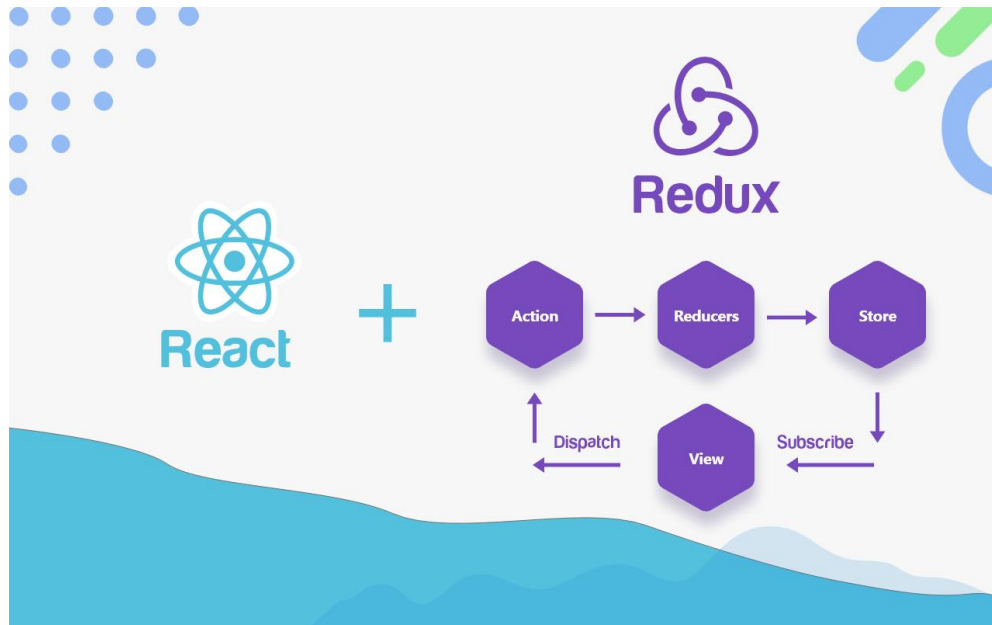 Redux
React
Action
Reducers
Store
Dispatch
View
Subscribe